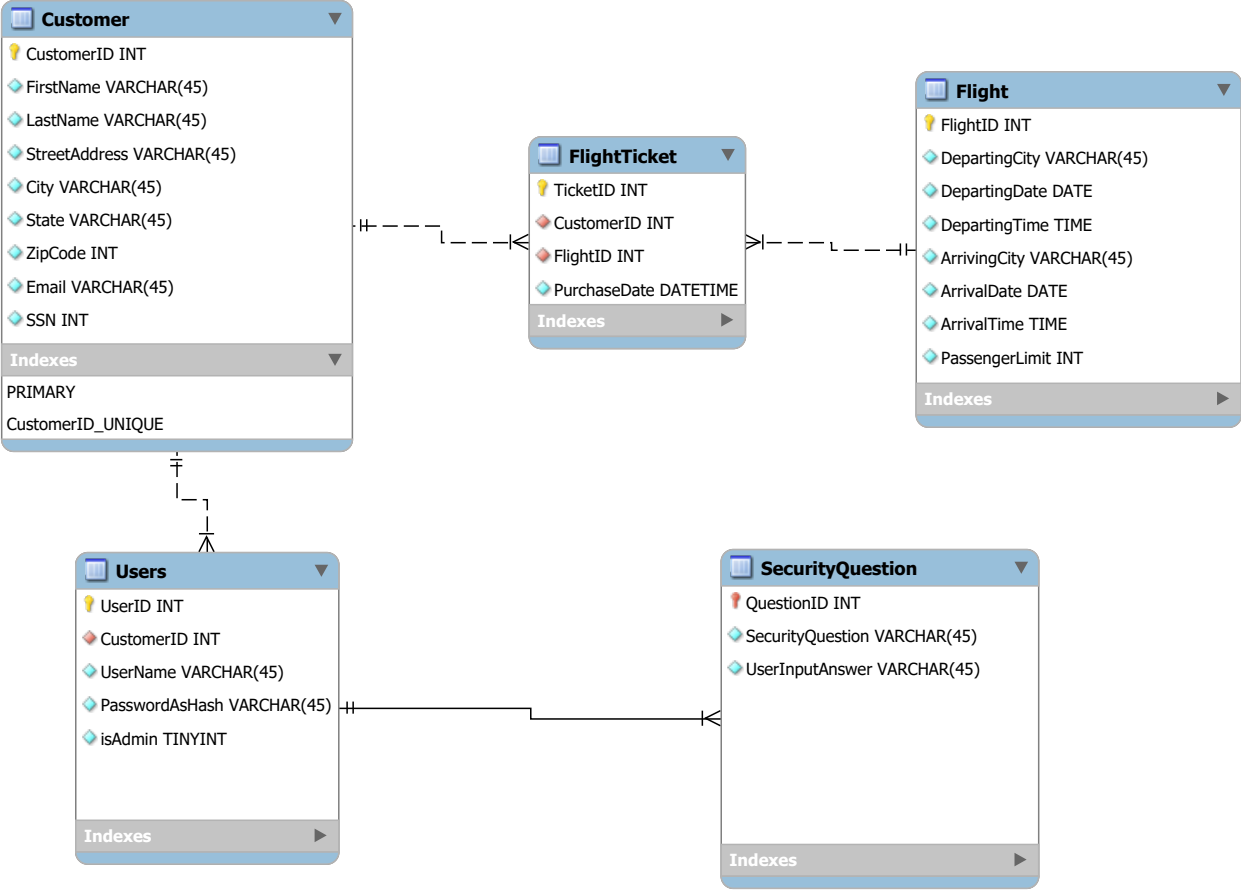 Customer
CustomerID INT
FirstName VARCHAR(45)
LastName VARCHAR(45)
StreetAddress VARCHAR(45)
City VARCHAR(45)
State VARCHAR(45)
ZipCode INT
Email VARCHAR(45)
SSN INT
Indexes
PRIMARY
CustomerID_UNIQUE
FlightTicket
TicketID INT
CustomerID INT
FlightID INT
PurchaseDate DATETIME
Indexes
Flight
FlightID INT
DepartingCity VARCHAR(45)
DepartingDate DATE
DepartingTime TIME
ArrivingCity VARCHAR(45)
ArrivalDate DATE
ArrivalTime TIME
PassengerLimit INT
Indexes
Users
UserID INT
CustomerID INT
UserName VARCHAR(45)
PasswordAsHash VARCHAR(45)
isAdmin TINYINT
Indexes
SecurityQuestion
QuestionID INT
SecurityQuestion VARCHAR(45)
UserInputAnswer VARCHAR(45)
Indexes